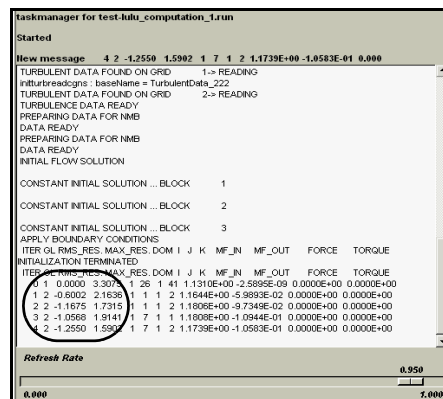 taskmanager for test-lulu_computation_1.run
Started
New message 4 2 -1.2550 1.5902 1 7 1 2 1.1739E+00 -1.0583E-01 0.000
TURBULENT DATA FOUND ON GRID 1-> READING
initturbreadcgns : baseName = TurbulentData_222
TURBULENT DATA FOUND ON GRID 2-> READING
TURBULENCE DATA READY
PREPARING DATA FOR NMB
DATA READY
PREPARING DATA FOR NMB
DATA READY
INITIAL FLOW SOLUTION
CONSTANT INITIAL SOLUTION ... BLOCK 1
CONSTANT INITIAL SOLUTION ... BLOCK 2
CONSTANT INITIAL SOLUTION ... BLOCK 3
APPLY BOUNDARY CONDITIONS
ITER GL RMS_RES. MAX_RES. DOM I J K MF_IN MF_OUT FORCE TORQUE
INITIALIZATION TERMINATED
ITER GL RMS_RES. MAX_RES. DOM I J K MF_IN MF_OUT FORCE TORQUE
0 1 0.0000 3.3075 1 26 1 41 1.1310E+00 -2.5895E-09 0.0000E+00 0.0000E+00
1 2 -0.6002 2.1636 1 1 1 2 1.1644E+00 -5.9893E-02 0.0000E+00 0.0000E+00
2 2 -1.1675 1.7315 1 1 1 2 1.1806E+00 -9.7349E-02 0.0000E+00 0.0000E+00
3 2 -1.0568 1.9141 1 7 1 1 1.1808E+00 -1.0944E-01 0.0000E+00 0.0000E+00
4 2 -1.2550 1.5902 1 7 1 2 1.1739E+00 -1.0583E-01 0.0000E+00 0.0000E+00
Refresh Rate
0.950
0.000 1.000